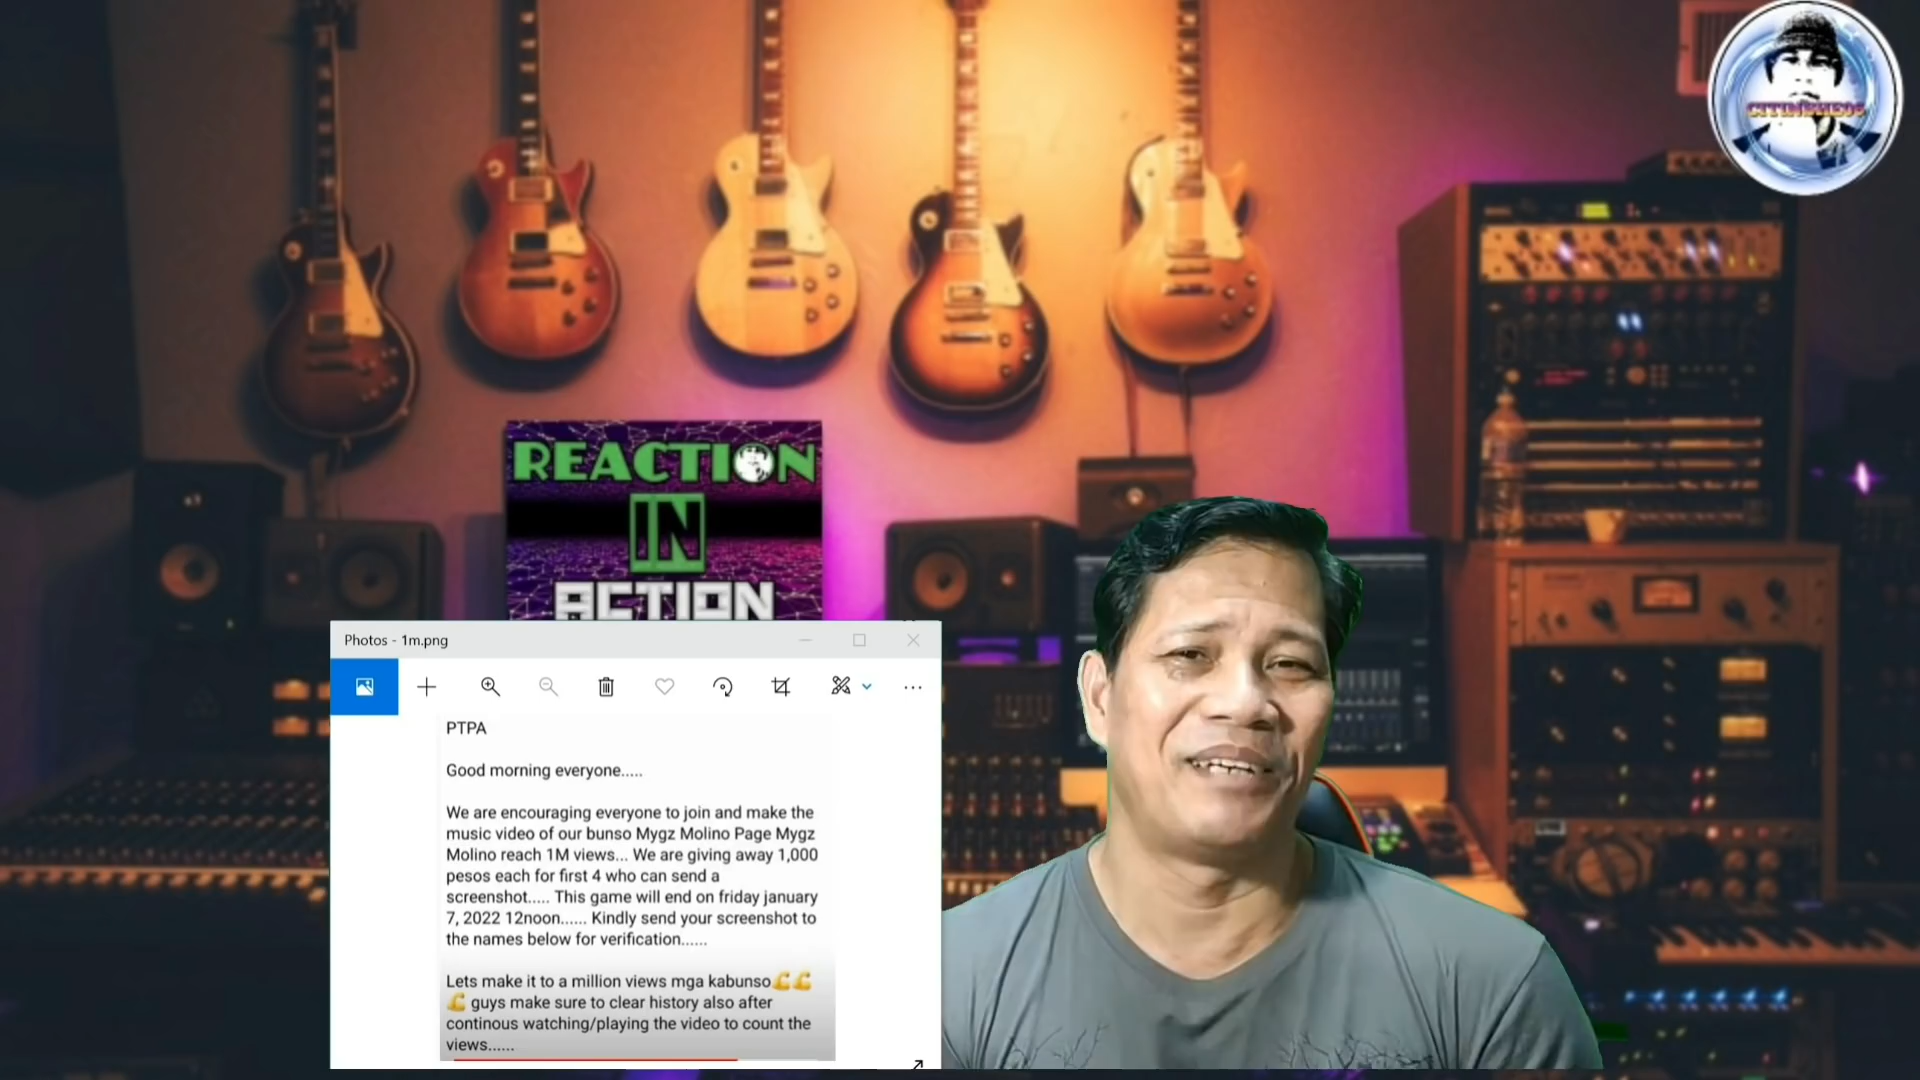 CITIMEHE06
REACTION
IN
ACTION
Photos - 1m.png
PTPA
Good morning everyone.....
We are encouraging everyone to join and make the
music video of our bunso Mygz Molino Page Mygz
Molino reach 1M views... We are giving away 1,000
pesos each for first 4 who can send a
screenshot..... This game will end on friday january
7, 2022 12noon...... Kindly send your screenshot to
the names below for verification......
Lets make it to a million views mga kabunso💪💪
💪 guys make sure to clear history also after
continous watching/playing the video to count the
views......